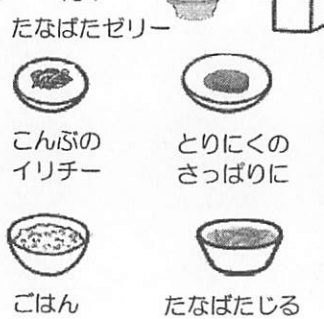 たなばたゼリー
こんぶの
イリチー
とりにくの
さっぱりに
ごはん
たなばたじる